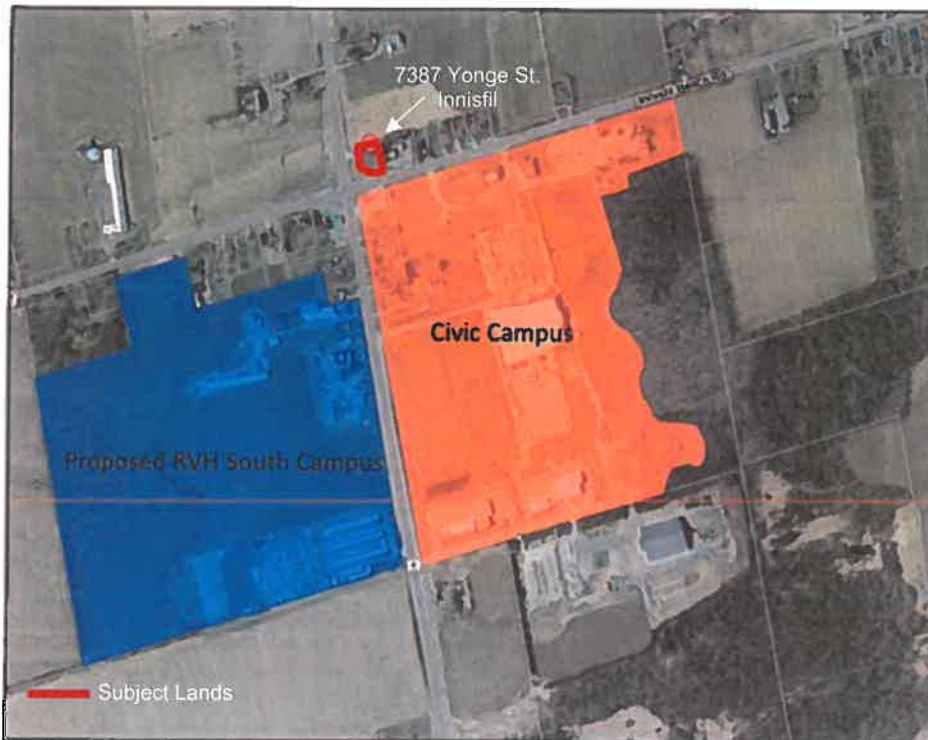 7387 Yonge St.
Innisfil
Civic Campus
Proposed RVH South Campus
Subject Lands